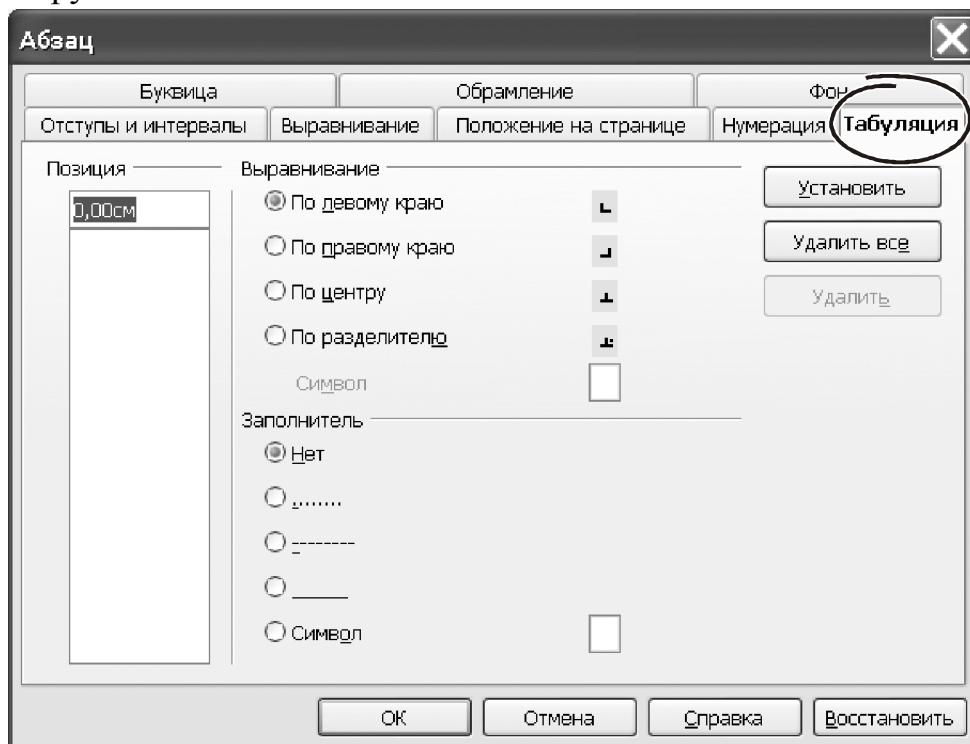 Абзац
Буквица Обрамление Фон
Отступы и интервалы Выравнивание Положение на странице Нумерация Табуляция
Позиция Выравнивание
0,00см По левому краю Установить
По правому краю Удалить все
По центру Удалить
По разделителю
Символ
Заполнитель
Нет
........
--------
_____
Символ
ОК Отмена Справка Восстановить